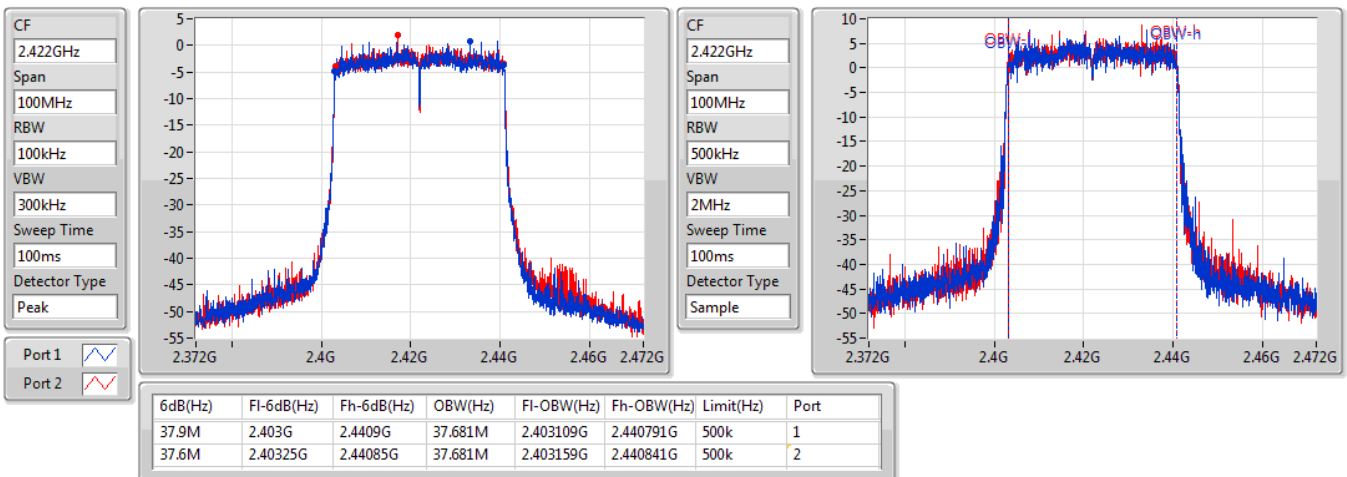 CF
2.422GHz
Span
100MHz
RBW
100kHz
VBW
300kHz
Sweep Time
100ms
Detector Type
Peak
Port 1
Port 2
5
0
-5
-10
-15
-20
-25
-30
-35
-40
-45
-50
-55
2.372G 2.4G 2.42G 2.44G 2.46G 2.472G
CF
2.422GHz
Span
100MHz
RBW
500kHz
VBW
2MHz
Sweep Time
100ms
Detector Type
Sample
10
5
0
-5
-10
-15
-20
-25
-30
-35
-40
-45
-50
-55
OBW-l OBW-h
2.372G 2.4G 2.42G 2.44G 2.46G 2.472G
6dB(Hz) Fl-6dB(Hz) Fh-6dB(Hz) OBW(Hz) Fl-OBW(Hz) Fh-OBW(Hz) Limit(Hz) Port
37.9M 2.403G 2.4409G 37.681M 2.403109G 2.440791G 500k 1
37.6M 2.40325G 2.44085G 37.681M 2.403159G 2.440841G 500k 2